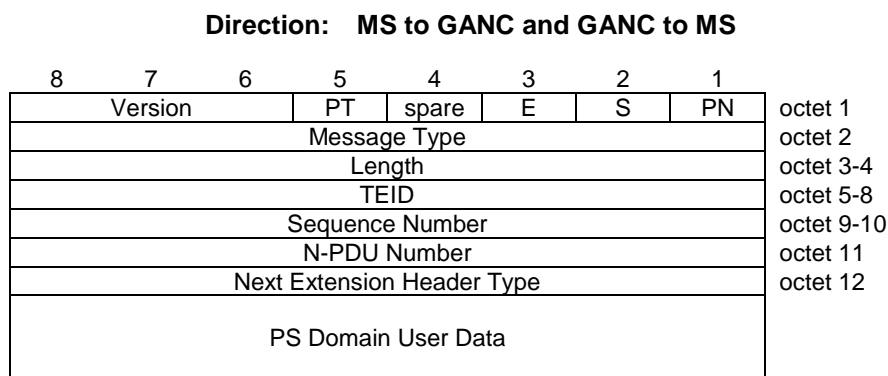 Direction: MS to GANC and GANC to MS
8 7 6 5 4 3 2 1
Version PT spare E S PN octet 1
Message Type octet 2
Length octet 3-4
TEID octet 5-8
Sequence Number octet 9-10
N-PDU Number octet 11
Next Extension Header Type octet 12
PS Domain User Data